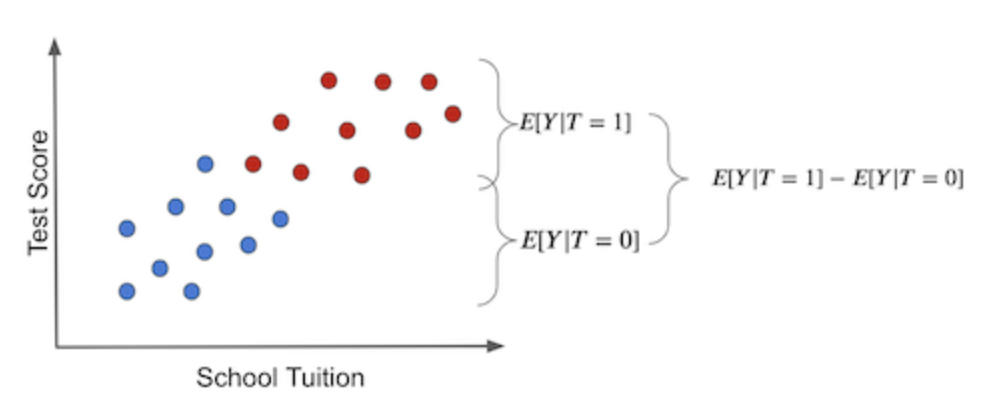 Test Score
E[Y|T = 1]
E[Y|T = 1] − E[Y|T = 0]
E[Y|T = 0]
School Tuition